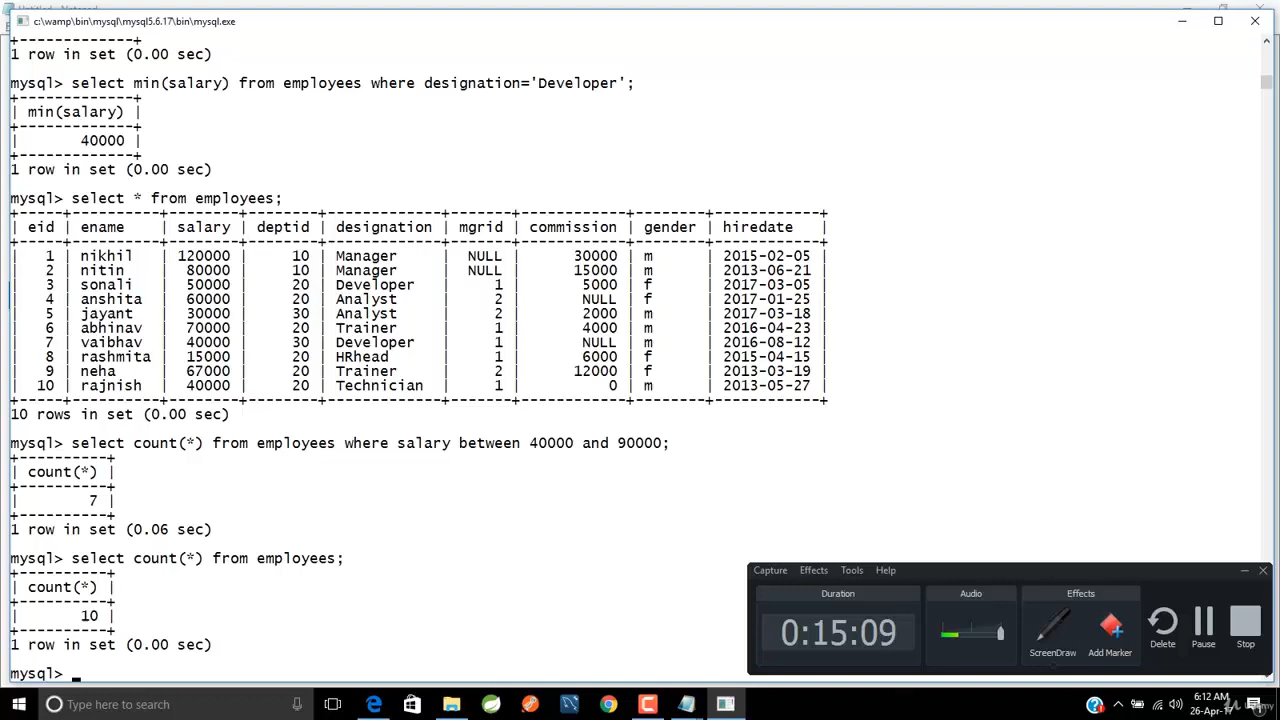 Untitled - Notepad
c:\wamp\bin\mysql\mysql5.6.17\bin\mysql.exe
+-------------+
1 row in set (0.00 sec)
mysql> select min(salary) from employees where designation='Developer';
+-------------+
| min(salary) |
+-------------+
|       40000 |
+-------------+
1 row in set (0.00 sec)
mysql> select * from employees;
+-----+----------+--------+--------+-------------+-------+------------+--------+------------+
| eid | ename    | salary | deptid | designation | mgrid | commission | gender | hiredate   |
+-----+----------+--------+--------+-------------+-------+------------+--------+------------+
|   1 | nikhil   | 120000 |     10 | Manager     |  NULL |      30000 | m      | 2015-02-05 |
|   2 | nitin    |  80000 |     10 | Manager     |  NULL |      15000 | m      | 2013-06-21 |
|   3 | sonali   |  50000 |     20 | Developer   |     1 |       5000 | f      | 2017-03-05 |
|   4 | anshita  |  60000 |     20 | Analyst     |     2 |       NULL | f      | 2017-01-25 |
|   5 | jayant   |  30000 |     30 | Analyst     |     2 |       2000 | m      | 2017-03-18 |
|   6 | abhinav  |  70000 |     20 | Trainer     |     1 |       4000 | m      | 2016-04-23 |
|   7 | vaibhav  |  40000 |     30 | Developer   |     1 |       NULL | m      | 2016-08-12 |
|   8 | rashmita |  15000 |     20 | HRhead      |     1 |       6000 | f      | 2015-04-15 |
|   9 | neha     |  67000 |     20 | Trainer     |     2 |      12000 | f      | 2013-03-19 |
|  10 | rajnish  |  40000 |     20 | Technician  |     1 |          0 | m      | 2013-05-27 |
+-----+----------+--------+--------+-------------+-------+------------+--------+------------+
10 rows in set (0.00 sec)
mysql> select count(*) from employees where salary between 40000 and 90000;
+----------+
| count(*) |
+----------+
|        7 |
+----------+
1 row in set (0.06 sec)
mysql> select count(*) from employees;
+----------+
| count(*) |
+----------+
|       10 |
+----------+
1 row in set (0.00 sec)
mysql>
Capture Effects Tools Help
Duration Audio Effects
0:15:09
ScreenDraw Add Marker Delete Pause Stop
Type here to search
6:12 AM
26-Apr-17